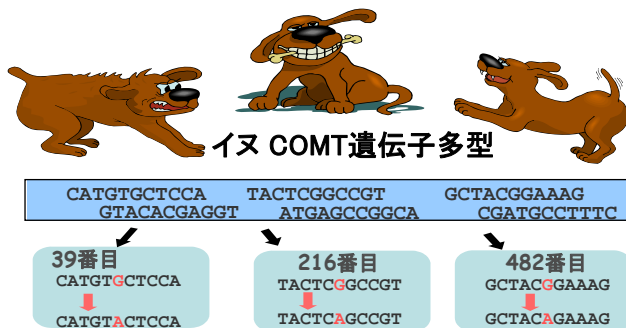 イヌ COMT遺伝子多型
CATGTGCTCCA TACTCGGCCGT GCTACGGAAAG
GTACACGAGGT ATGAGCCGGCA CGATGCCTTTC
39番目
CATGTGCTCCA
CATGTACTCCA
216番目
TACTCGGCCGT
TACTCAGCCGT
482番目
GCTACGGAAAG
GCTACAGAAAG